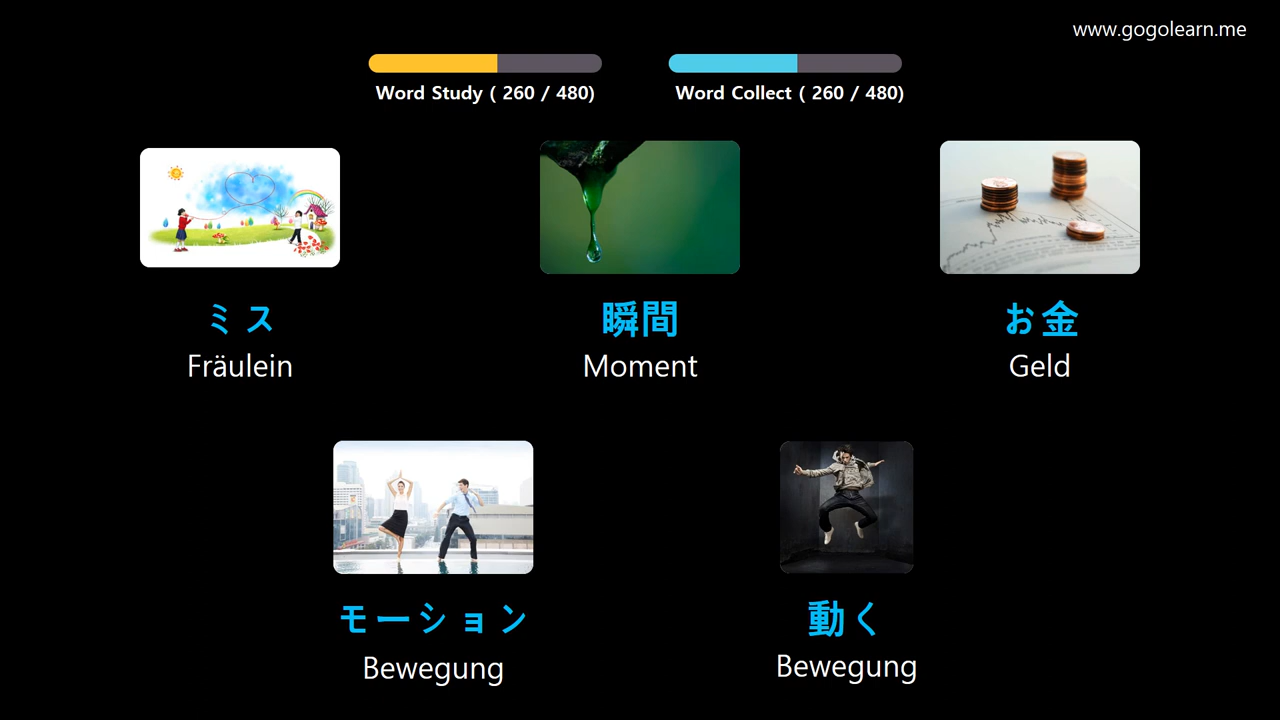 www.gogolearn.me
Word Study ( 260 / 480)
Word Collect ( 260 / 480)
ミス
Fräulein
瞬間
Moment
お金
Geld
モーション
Bewegung
動く
Bewegung